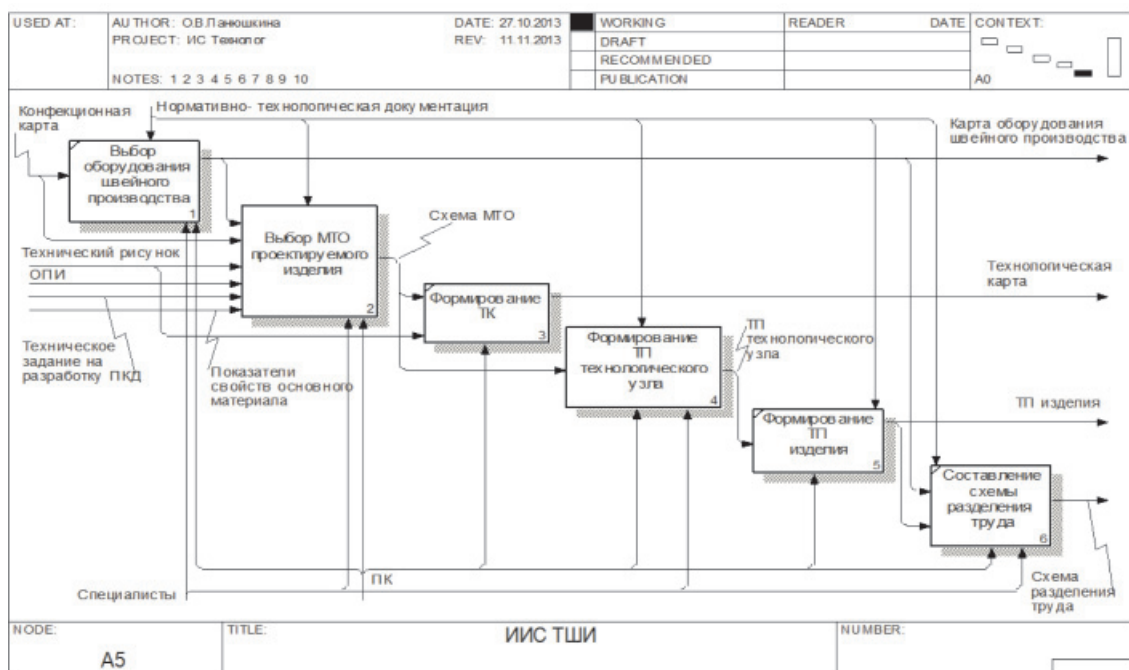 USED AT:
AUTHOR: О.В.Панюшкина
DATE: 27.10.2013
WORKING
READER
DATE
CONTEXT:
PROJECT: ИС Технолог
REV: 11.11.2013
DRAFT
RECOMMENDED
NOTES: 1 2 3 4 5 6 7 8 9 10
PUBLICATION
A0
Конфекционная
карта
Нормативно- технологическая документация
Карта оборудования
швейного производства
Выбор
оборудования
швейного
производства
1
Схема МТО
Выбор МТО
проектируемого
изделия
2
Технический рисунок
ОПИ
Технологическая
карта
Формирование
ТК
3
Техническое
задание на
разработку ПКД
Показатели
свойств основного
материала
Формирование
ТП
технологического
узла
4
ТП
технологического
узла
ТП изделия
Формирование
ТП
изделия
5
Составление
схемы
разделения
труда
6
ПК
Специалисты
Схема
разделения
труда
NODE:
TITLE:
ИИС ТШИ
NUMBER:
A5